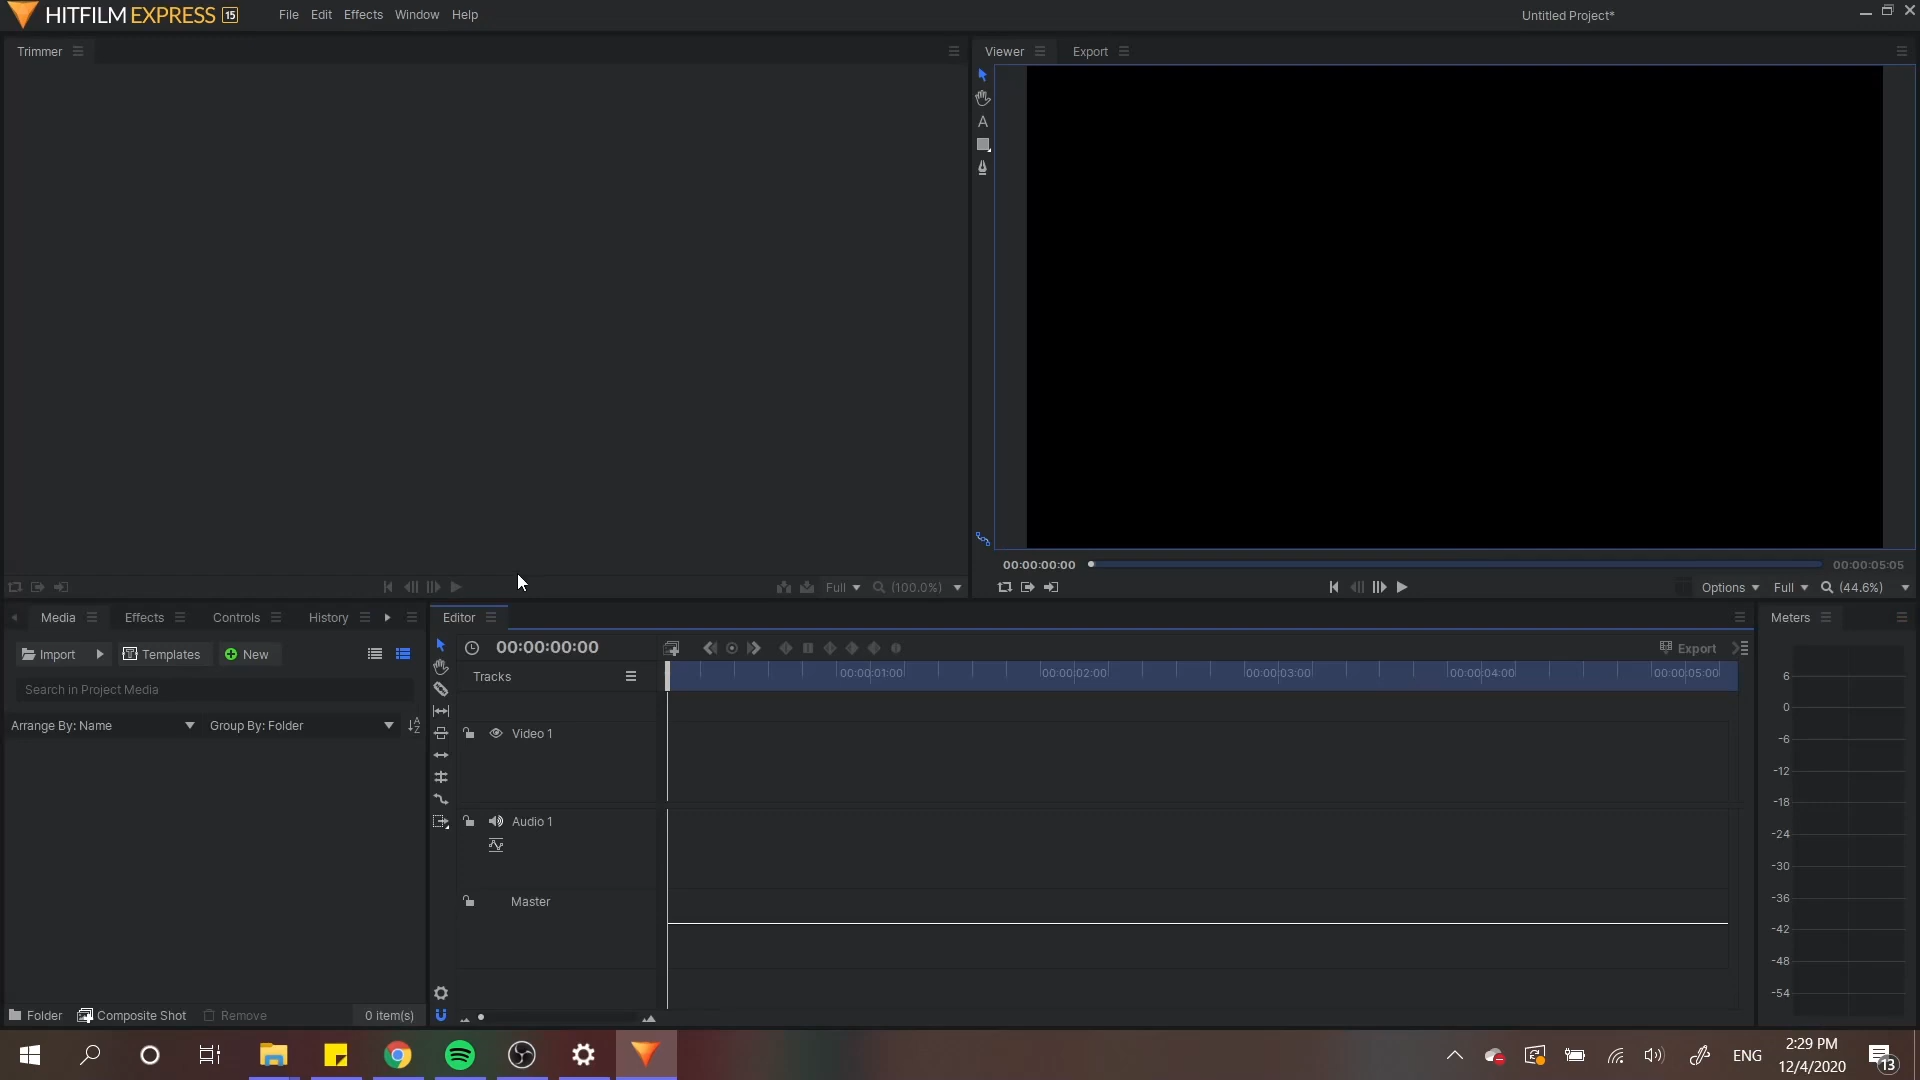 HITFILM EXPRESS 15
File Edit Effects Window Help
Untitled Project*
Trimmer
Viewer
Export
A
00:00:00:00
00:00:05:05
Full (100.0%)
Options Full (44.6%)
Media Effects Controls History
Editor
Meters
Import Templates New
00:00:00:00
Export
Search in Project Media
Tracks
00:00:01:00 00:00:02:00 00:00:03:00 00:00:04:00 00:00:05:00
Arrange By: Name
Group By: Folder
Video 1
Audio 1
Master
6
0
-6
-12
-18
-24
-30
-36
-42
-48
-54
Folder Composite Shot Remove 0 item(s)
ENG
2:29 PM
12/4/2020
13